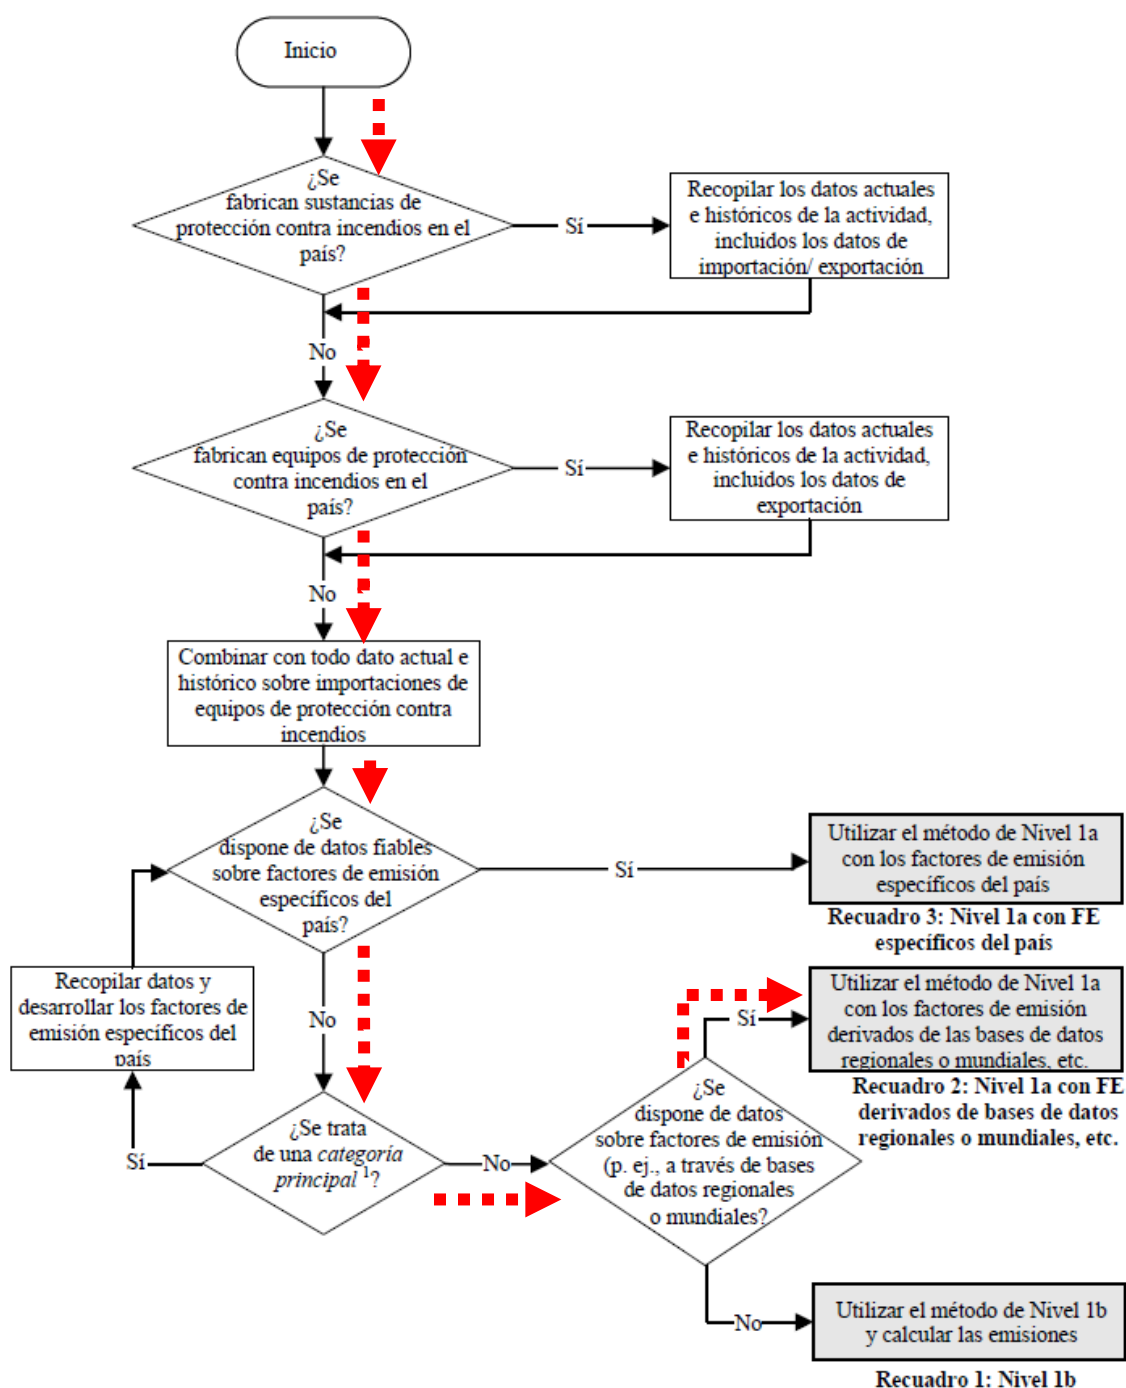 Inicio
¿Se
fabrican sustancias de
protección contra incendios en el
país?
Sí
Recopilar los datos actuales
e históricos de la actividad,
incluidos los datos de
importación/ exportación
No
¿Se
fabrican equipos de protección
contra incendios en el
país?
Sí
Recopilar los datos actuales
e históricos de la actividad,
incluidos los datos de
exportación
No
Combinar con todo dato actual e
histórico sobre importaciones de
equipos de protección contra
incendios
¿Se
dispone de datos fiables
sobre factores de emisión
específicos del
país?
Sí
Utilizar el método de Nivel 1a
con los factores de emisión
específicos del país
Recuadro 3: Nivel 1a con FE
específicos del país
Recopilar datos y
desarrollar los factores de
emisión específicos del
país
No
Sí
Utilizar el método de Nivel 1a
con los factores de emisión
derivados de las bases de datos
regionales o mundiales, etc.
Recuadro 2: Nivel 1a con FE
derivados de bases de datos
regionales o mundiales, etc.
Sí
¿Se trata
de una categoría
principal 1?
No
¿Se
dispone de datos
sobre factores de emisión
(p. ej., a través de bases
de datos regionales
o mundiales?
No
Utilizar el método de Nivel 1b
y calcular las emisiones
Recuadro 1: Nivel 1b